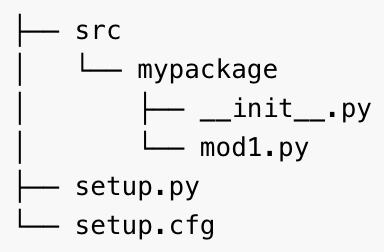 ├── src
│   └── mypackage
│       ├── __init__.py
│       └── mod1.py
├── setup.py
└── setup.cfg